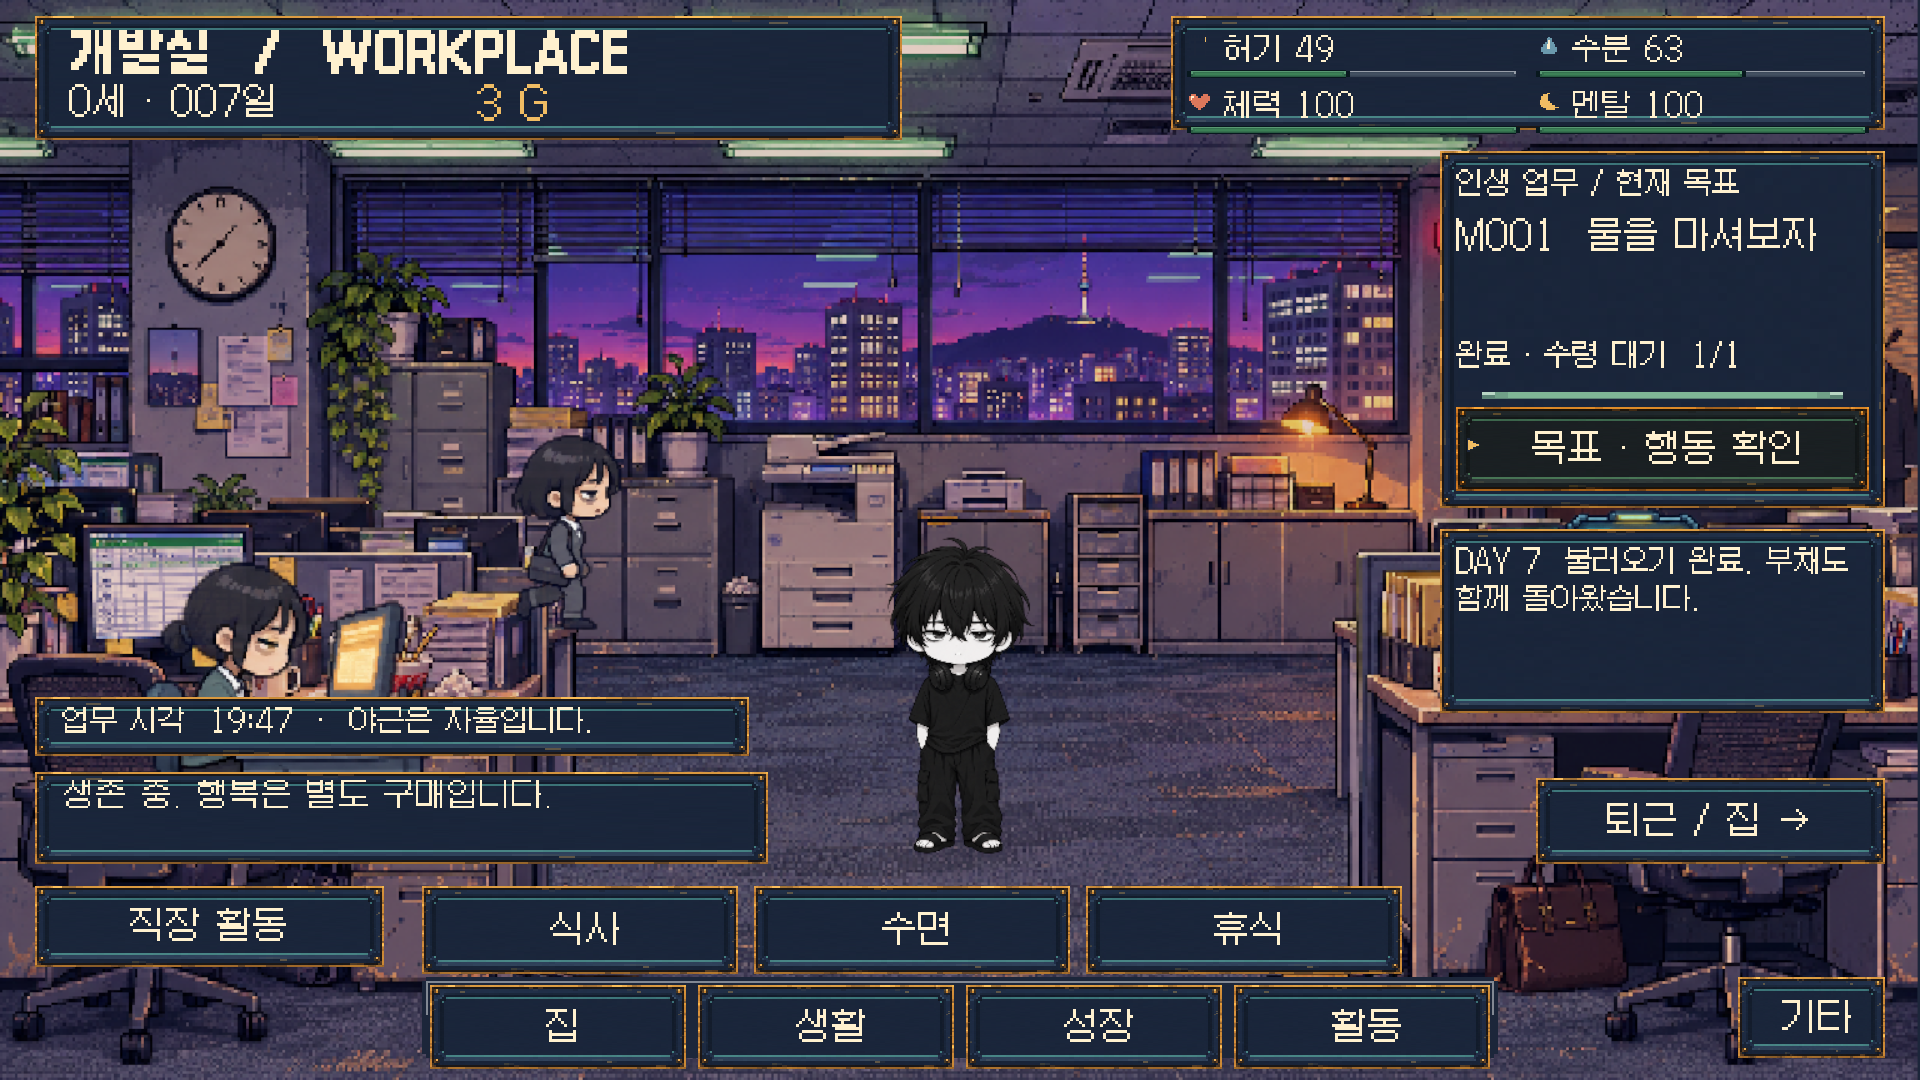 개발실 / WORKPLACE
0세 · 007일 3 G
허기 49 수분 63
체력 100 멘탈 100
인생 업무 / 현재 목표
M001 물을 마셔보자
완료 · 수령 대기 1/1
목표 · 행동 확인
DAY 7 불러오기 완료. 부채도
함께 돌아왔습니다.
업무 시각 19:47 · 야근은 자율입니다.
생존 중. 행복은 별도 구매입니다.
퇴근 / 집 →
직장 활동 식사 수면 휴식
집 생활 성장 활동 기타